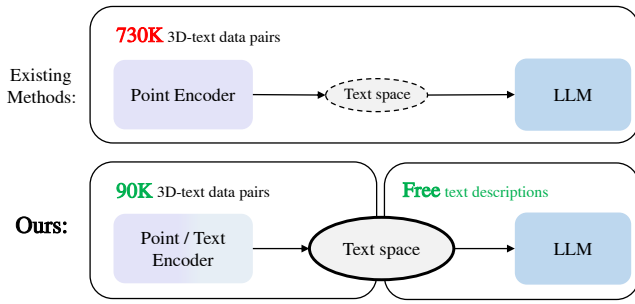 730K 3D-text data pairs
Existing
Methods:
Point Encoder
Text space
LLM
90K 3D-text data pairs
Free text descriptions
Ours:
Point / Text
Encoder
Text space
LLM